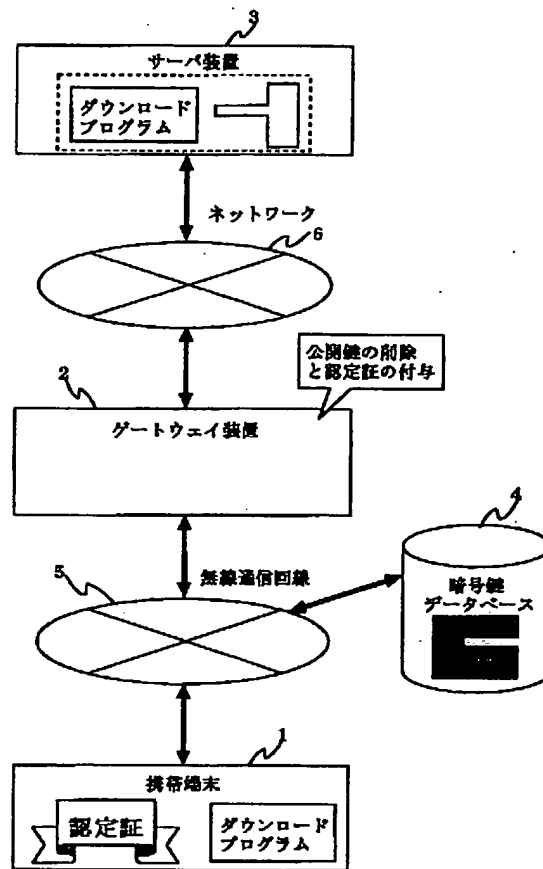 3
サーバ装置
ダウンロード
プログラム
ネットワーク
6
公開鍵の削除
と認定証の付与
2
ゲートウェイ装置
4
5
無線通信回線
暗号鍵
データベース
1
携帯端末
認定証
ダウンロード
プログラム